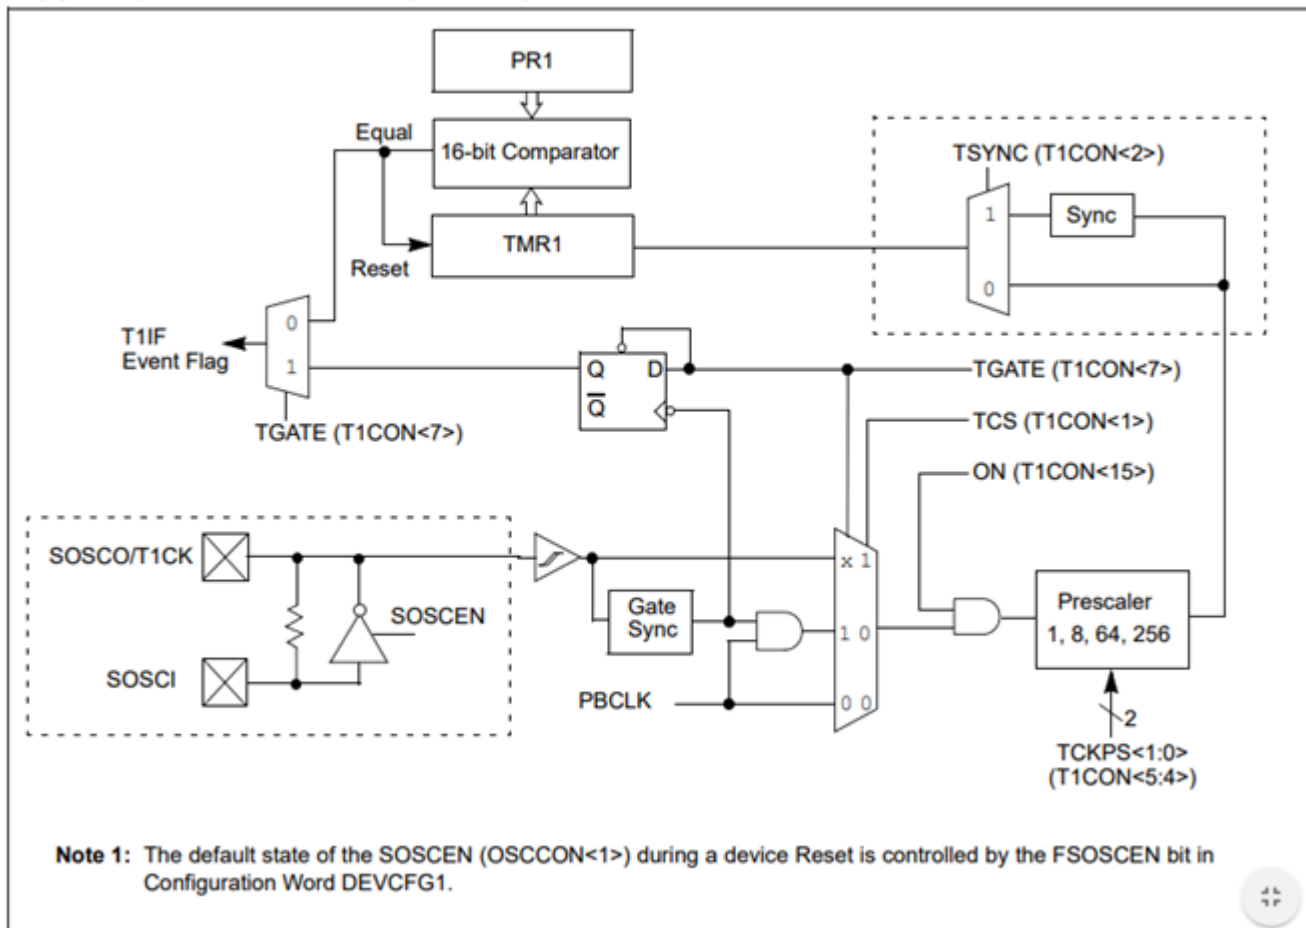 PR1
Equal
16-bit Comparator
TSYNC (T1CON<2>)
1
Sync
TMR1
Reset
0
T1IF
Event Flag
0
1
TGATE (T1CON<7>)
Q
D
Q
TGATE (T1CON<7>)
TCS (T1CON<1>)
ON (T1CON<15>)
SOSCO/T1CK
SOSCEN
SOSCI
Gate
Sync
PBCLK
x 1
1 0
0 0
Prescaler
1, 8, 64, 256
2
TCKPS<1:0>
(T1CON<5:4>)
Note 1: The default state of the SOSCEN (OSCCON<1>) during a device Reset is controlled by the FSOSCEN bit in
Configuration Word DEVCFG1.